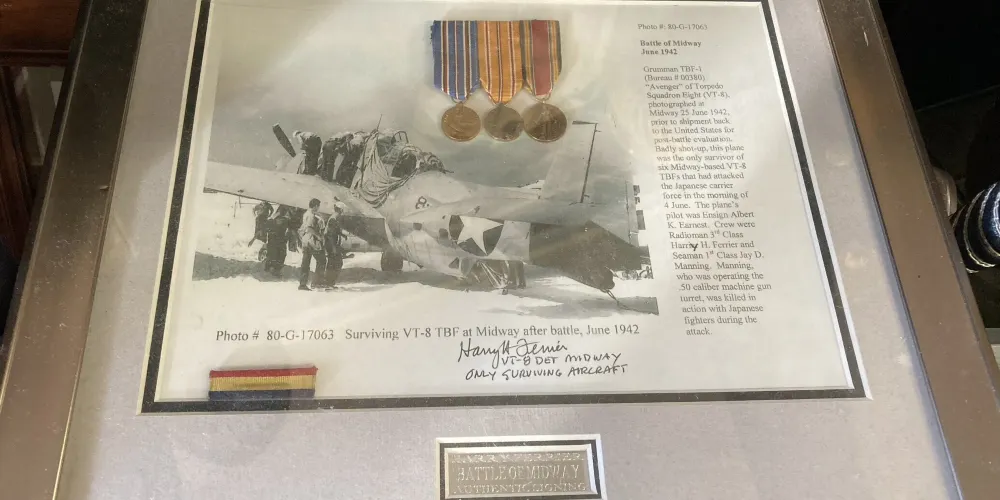 Photo #: 80-G-17063
Battle of Midway
June 1942
Grumman TBF-1
(Bureau # 00380)
"Avenger" of Torpedo
Squadron Eight (VT-8),
photographed at
Midway 25 June 1942,
prior to shipment back
to the United States for
post-battle evaluation.
Badly shot-up, this plane
was the only survivor of
six Midway-based VT-8
TBFs that had attacked
the Japanese carrier
force in the morning of
4 June. The plane's
pilot was Ensign Albert
K. Earnest. Crew were
Radioman 3rd Class
Harry H. Ferrier and
Seaman 1st Class Jay D.
Manning. Manning,
who was operating the
.50 caliber machine gun
turret, was killed in
action with Japanese
fighters during the
attack.
8
Photo # 80-G-17063 Surviving VT-8 TBF at Midway after battle, June 1942
Harry H Ferrier
VT-8 DET MIDWAY
ONLY SURVIVING AIRCRAFT
HARRY FERRIER
BATTLE OF MIDWAY
AUTHENTIC SIGNING